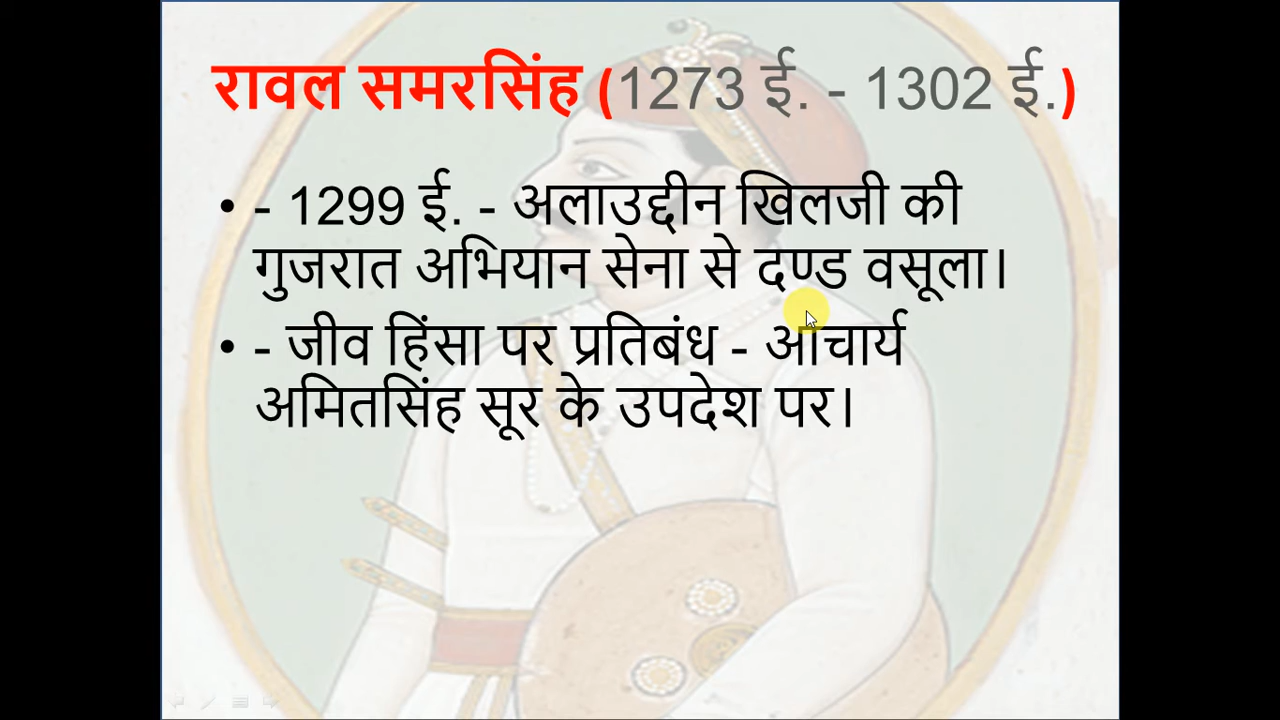 रावल समरसिंह (1273 ई. - 1302 ई.)
• - 1299 ई. - अलाउद्दीन खिलजी की
गुजरात अभियान सेना से दण्ड वसूला।
• - जीव हिंसा पर प्रतिबंध - आचार्य
अमितसिंह सूर के उपदेश पर।